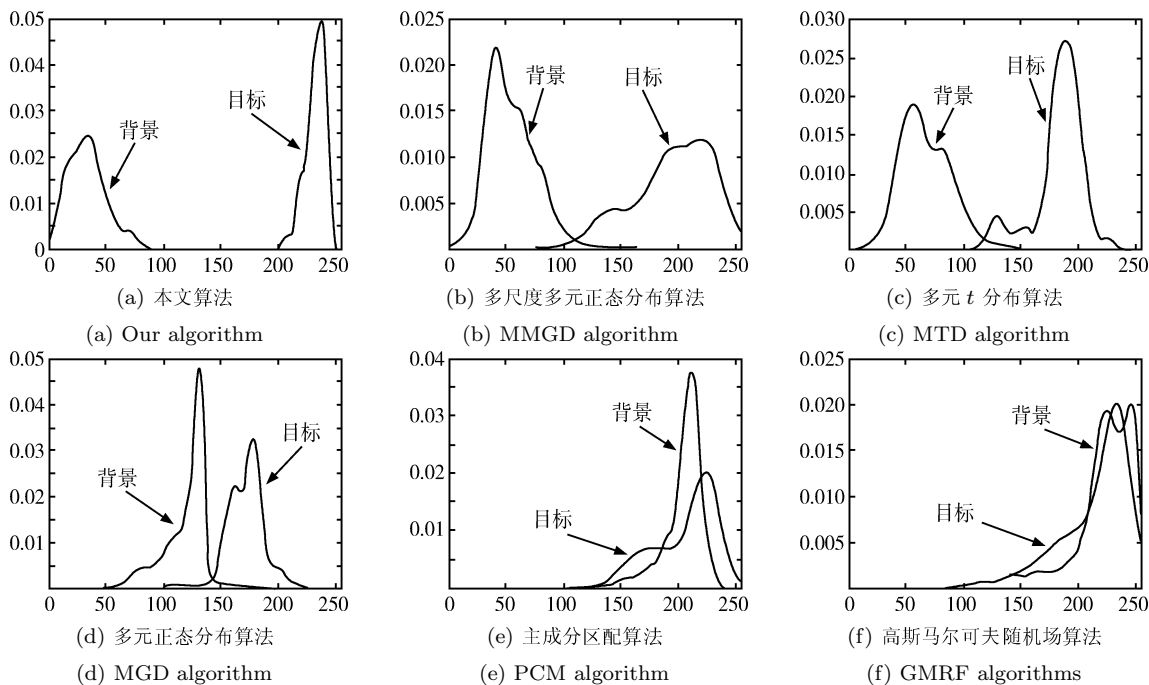 0.05
0.04
0.03
0.02
0.01
0
目标
背景
0 50 100 150 200 250
(a) 本文算法
(a) Our algorithm
0.025
0.020
0.015
0.010
0.005
背景
目标
0 50 100 150 200 250
(b) 多尺度多元正态分布算法
(b) MMGD algorithm
0.030
0.025
0.020
0.015
0.010
0.005
目标
背景
0 50 100 150 200 250
(c) 多元 t 分布算法
(c) MTD algorithm
0.05
0.04
0.03
0.02
0.01
目标
背景
0 50 100 150 200 250
(d) 多元正态分布算法
(d) MGD algorithm
0.04
0.03
0.02
0.01
背景
目标
0 50 100 150 200 250
(e) 主成分区配算法
(e) PCM algorithm
0.025
0.020
0.015
0.010
0.005
背景
目标
0 50 100 150 200 250
(f) 高斯马尔可夫随机场算法
(f) GMRF algorithms